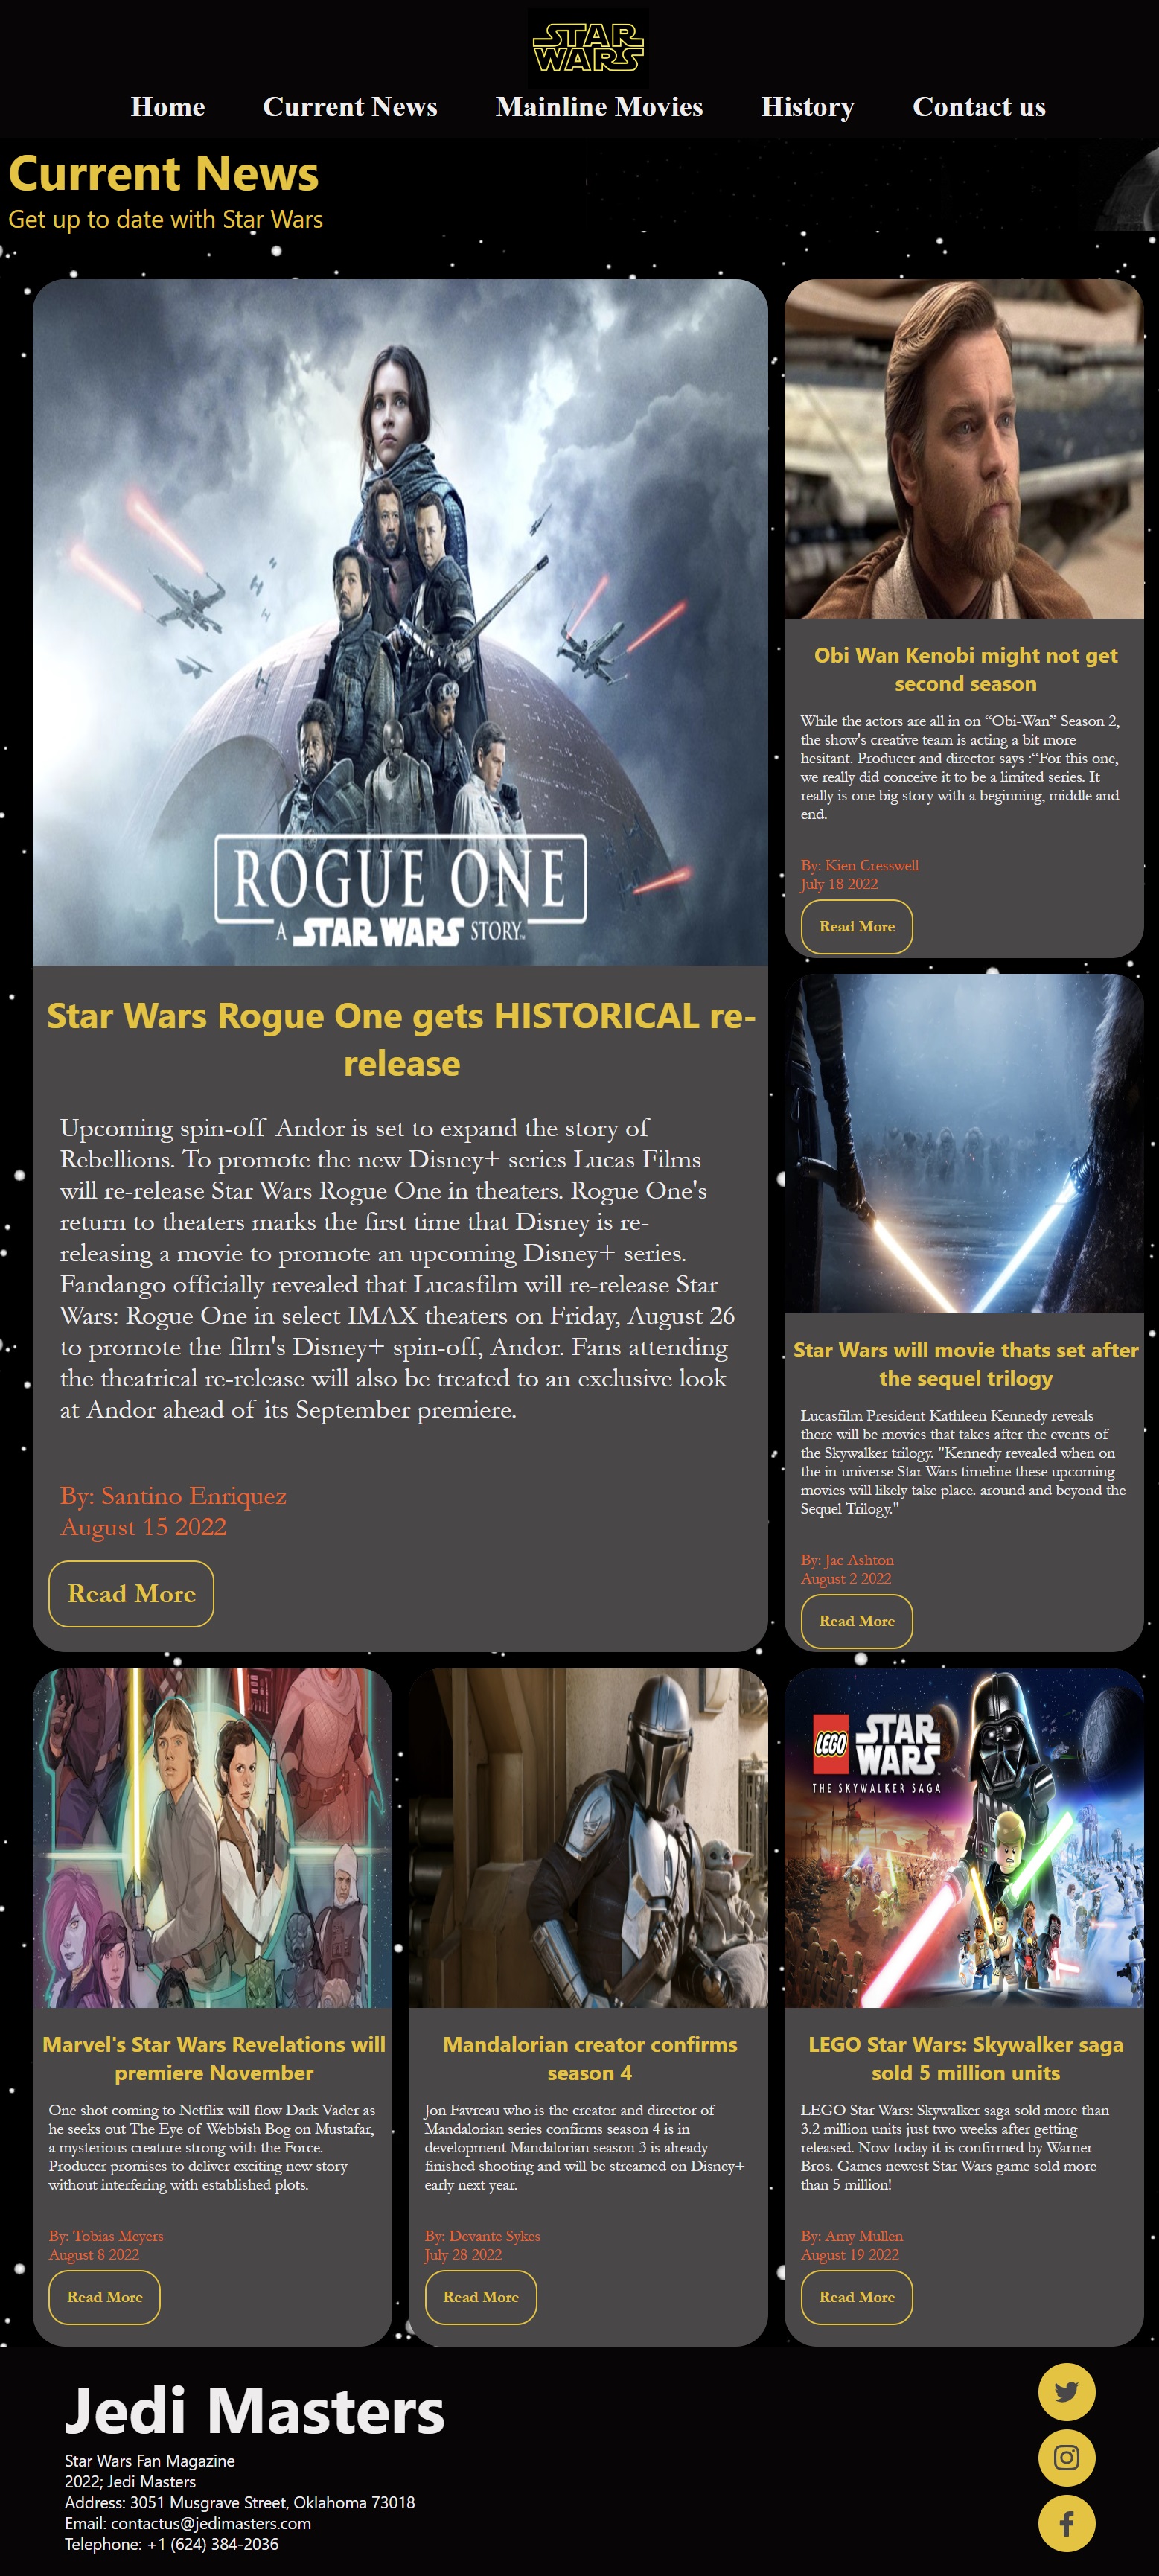 STAR
WARS
Home Current News Mainline Movies History Contact us
Current News
Get up to date with Star Wars
ROGUE ONE
A STAR WARS STORY™
Star Wars Rogue One gets HISTORICAL re-
release
Upcoming spin-off Andor is set to expand the story of
Rebellions. To promote the new Disney+ series Lucas Films
will re-release Star Wars Rogue One in theaters. Rogue One's
return to theaters marks the first time that Disney is re-
releasing a movie to promote an upcoming Disney+ series.
Fandango officially revealed that Lucasfilm will re-release Star
Wars: Rogue One in select IMAX theaters on Friday, August 26
to promote the film's Disney+ spin-off, Andor. Fans attending
the theatrical re-release will also be treated to an exclusive look
at Andor ahead of its September premiere.
By: Santino Enriquez
August 15 2022
Read More
Obi Wan Kenobi might not get
second season
While the actors are all in on “Obi-Wan” Season 2,
the show's creative team is acting a bit more
hesitant. Producer and director says :“For this one,
we really did conceive it to be a limited series. It
really is one big story with a beginning, middle and
end.
By: Kien Cresswell
July 18 2022
Read More
Star Wars will movie thats set after
the sequel trilogy
Lucasfilm President Kathleen Kennedy reveals
there will be movies that takes after the events of
the Skywalker trilogy. "Kennedy revealed when on
the in-universe Star Wars timeline these upcoming
movies will likely take place. around and beyond the
Sequel Trilogy."
By: Jac Ashton
August 2 2022
Read More
Marvel's Star Wars Revelations will
premiere November
One shot coming to Netflix will flow Dark Vader as
he seeks out The Eye of Webbish Bog on Mustafar,
a mysterious creature strong with the Force.
Producer promises to deliver exciting new story
without interfering with established plots.
By: Tobias Meyers
August 8 2022
Read More
Mandalorian creator confirms
season 4
Jon Favreau who is the creator and director of
Mandalorian series confirms season 4 is in
development Mandalorian season 3 is already
finished shooting and will be streamed on Disney+
early next year.
By: Devante Sykes
July 28 2022
Read More
LEGO STAR
WARS
THE SKYWALKER SAGA
LEGO Star Wars: Skywalker saga
sold 5 million units
LEGO Star Wars: Skywalker saga sold more than
3.2 million units just two weeks after getting
released. Now today it is confirmed by Warner
Bros. Games newest Star Wars game sold more
than 5 million!
By: Amy Mullen
August 19 2022
Read More
Jedi Masters
Star Wars Fan Magazine
2022; Jedi Masters
Address: 3051 Musgrave Street, Oklahoma 73018
Email: contactus@jedimasters.com
Telephone: +1 (624) 384-2036